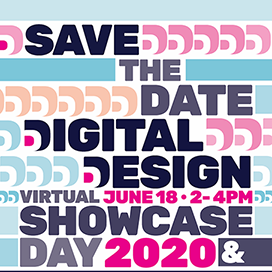 SAVE
THE
DATE
DIGITAL
DESIGN
VIRTUAL JUNE 18 • 2-4PM
SHOWCASE
DAY 2020 &